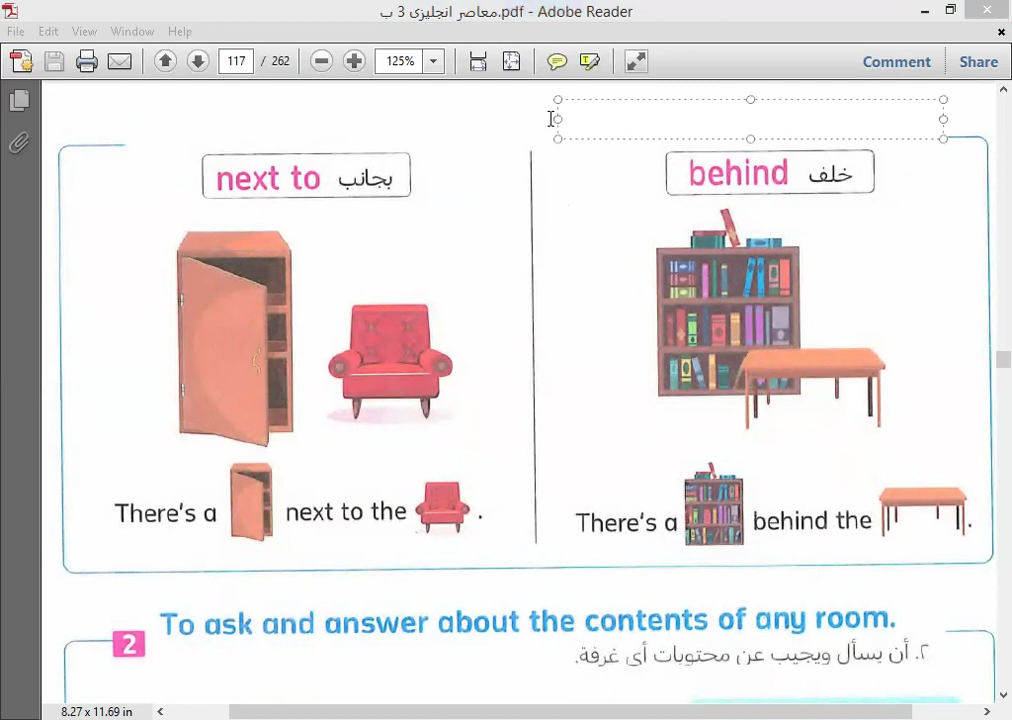 معاصر انجليزى 3 ب.pdf - Adobe Reader
File Edit View Window Help
117 / 262 125% Comment Share
next to بجانب
behind خلف
There's a next to the .
There's a behind the .
2 To ask and answer about the contents of any room.
٢. أن يسأل ويجيب عن محتويات أى غرفة.
8.27 x 11.69 in